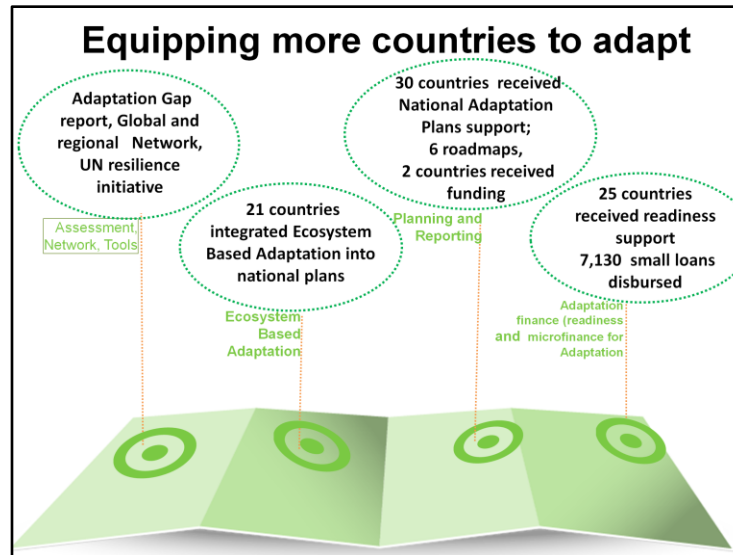 Equipping more countries to adapt
Adaptation Gap
report, Global and
regional Network,
UN resilience
initiative
Assessment,
Network, Tools
21 countries
integrated Ecosystem
Based Adaptation into
national plans
Ecosystem
Based
Adaptation
30 countries received
National Adaptation
Plans support;
6 roadmaps,
2 countries received
funding
Planning and
Reporting
25 countries
received readiness
support
7,130 small loans
disbursed
Adaptation
finance (readiness
and microfinance for
Adaptation